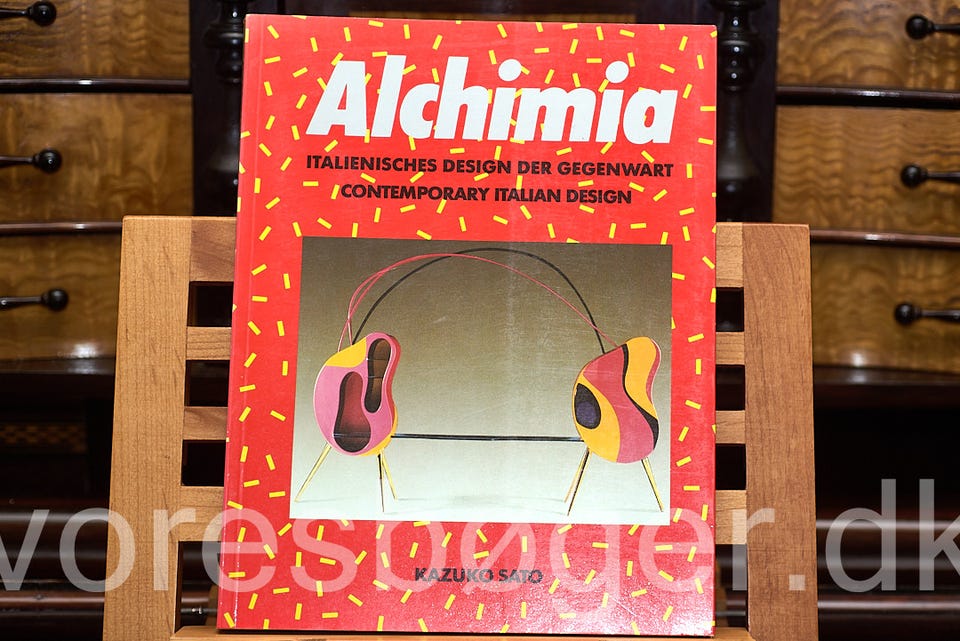 Alchimia
ITALIENISCHES DESIGN DER GEGENWART
CONTEMPORARY ITALIAN DESIGN
KAZUKO SATO
voresbøger.dk